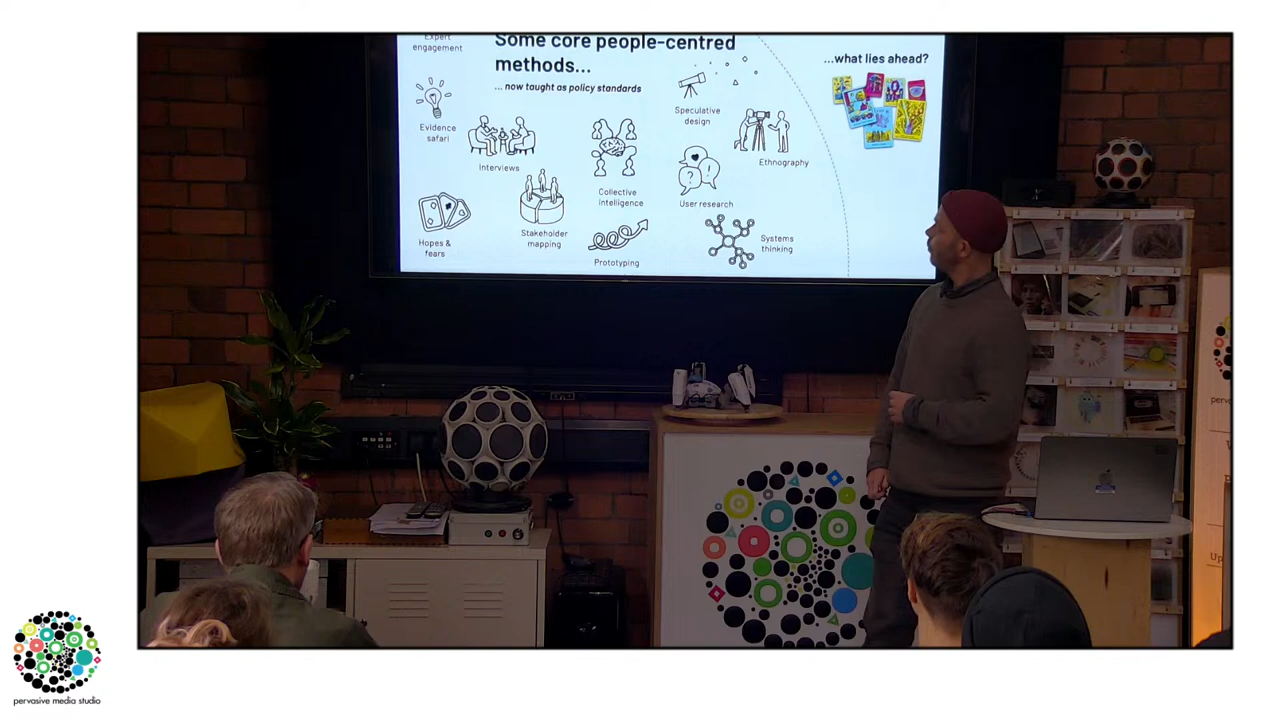 Expert
engagement
Some core people-centred
methods...
... now taught as policy standards
...what lies ahead?
Evidence
safari
Interviews
Collective
intelligence
Speculative
design
Ethnography
User research
Hopes &
fears
Stakeholder
mapping
Prototyping
Systems
thinking
pervasive media studio